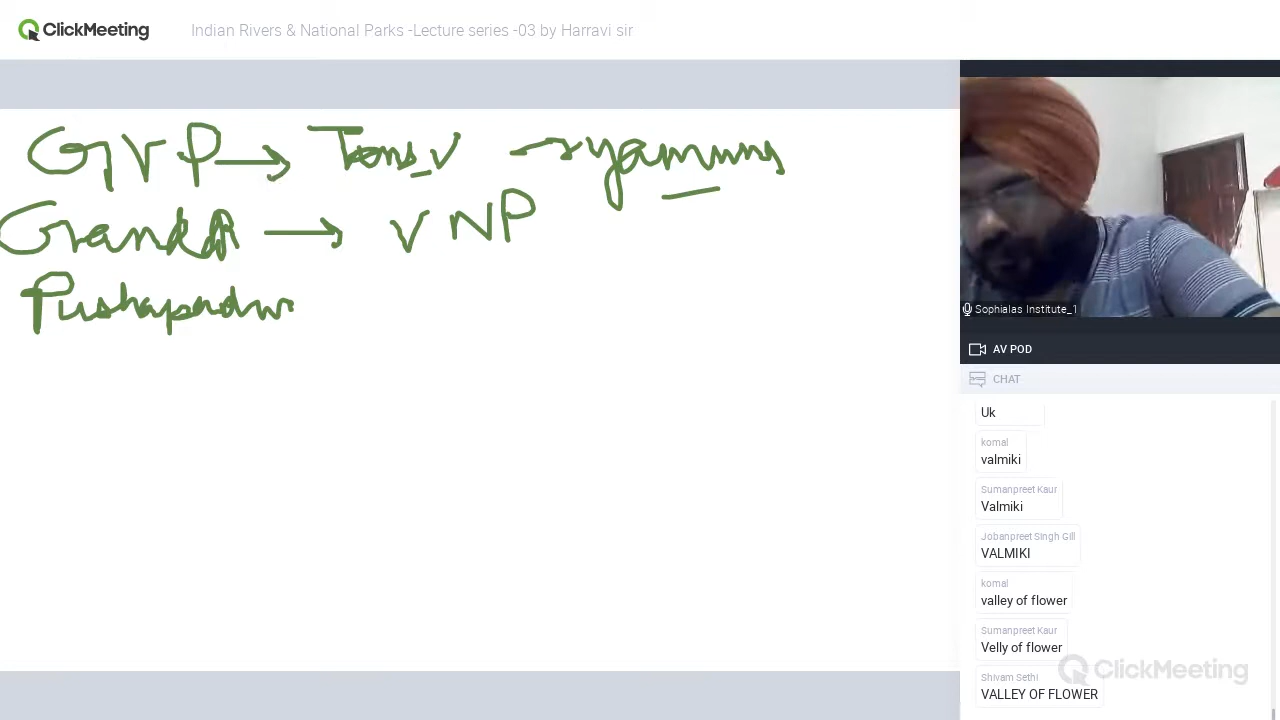 ClickMeeting
Indian Rivers & National Parks -Lecture series -03 by Harravi sir
GVP → Tons →yamuna
Gandak → VNP
Pushapadwn
Sophialas Institute_1
AV POD
CHAT
Uk
komal
valmiki
Sumanpreet Kaur
Valmiki
Jobanpreet Singh Gill
VALMIKI
komal
valley of flower
Sumanpreet Kaur
Velly of flower
Shivam Sethi
VALLEY OF FLOWER
ClickMeeting